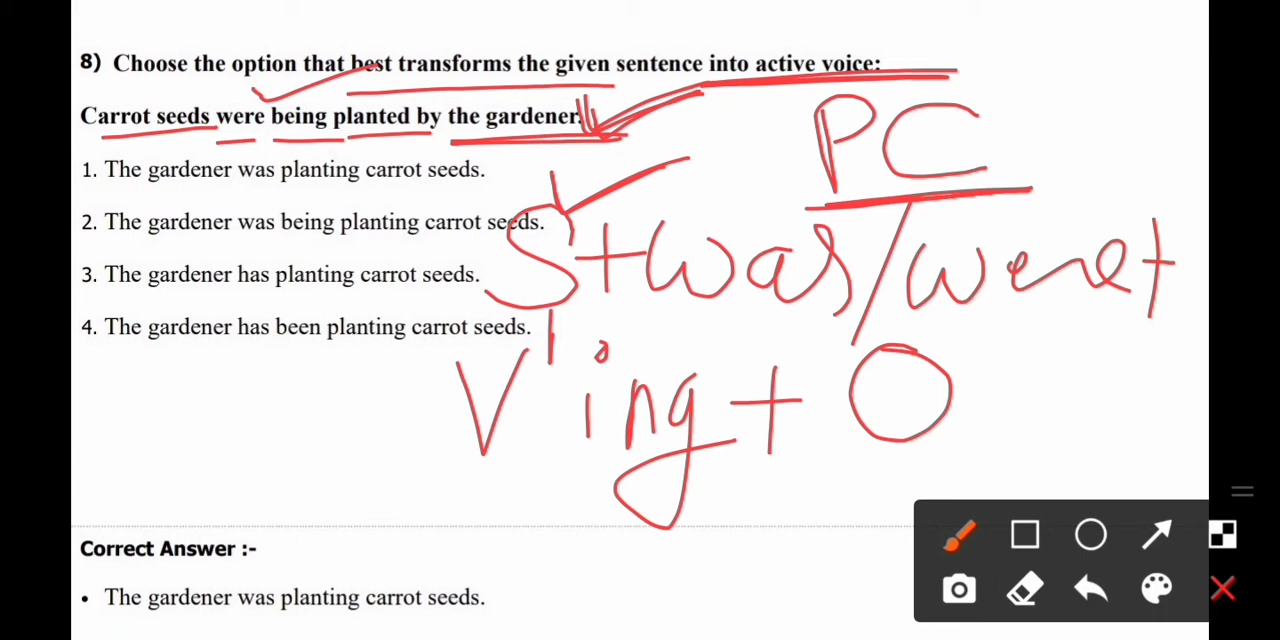 8) Choose the option that best transforms the given sentence into active voice:
Carrot seeds were being planted by the gardener.
1. The gardener was planting carrot seeds.
2. The gardener was being planting carrot seeds.
3. The gardener has planting carrot seeds.
4. The gardener has been planting carrot seeds.
PC
S+was/were+
V'ing + O
Correct Answer :-
• The gardener was planting carrot seeds.